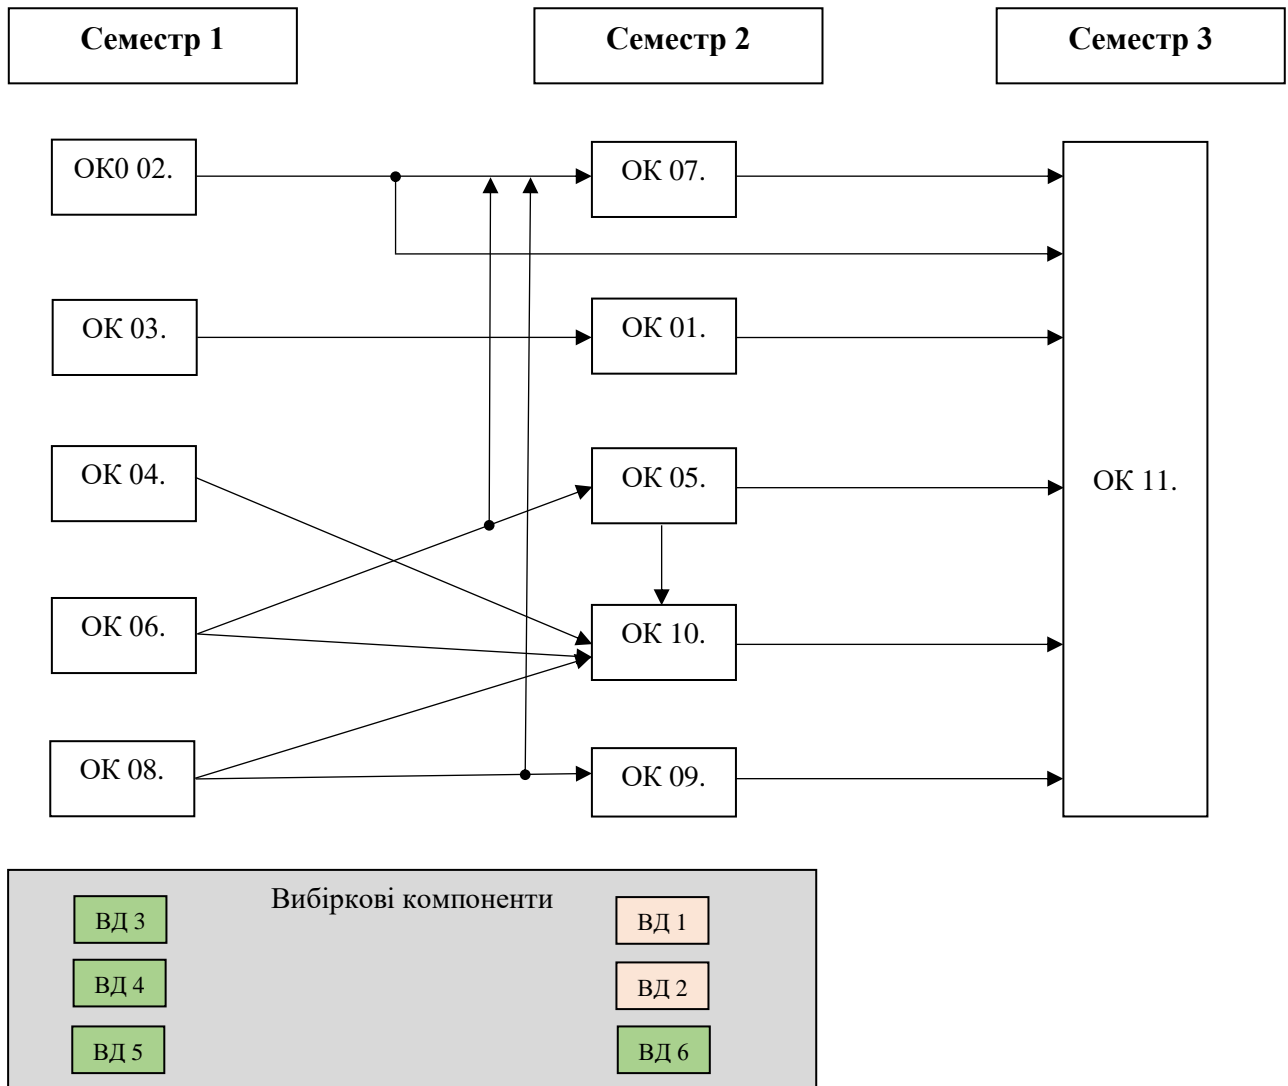 Семестр 1
Семестр 2
Семестр 3
ОК0 02.
ОК 07.
ОК 03.
ОК 01.
ОК 04.
ОК 05.
ОК 11.
ОК 06.
ОК 10.
ОК 08.
ОК 09.
Вибіркові компоненти
ВД 3
ВД 1
ВД 4
ВД 2
ВД 5
ВД 6